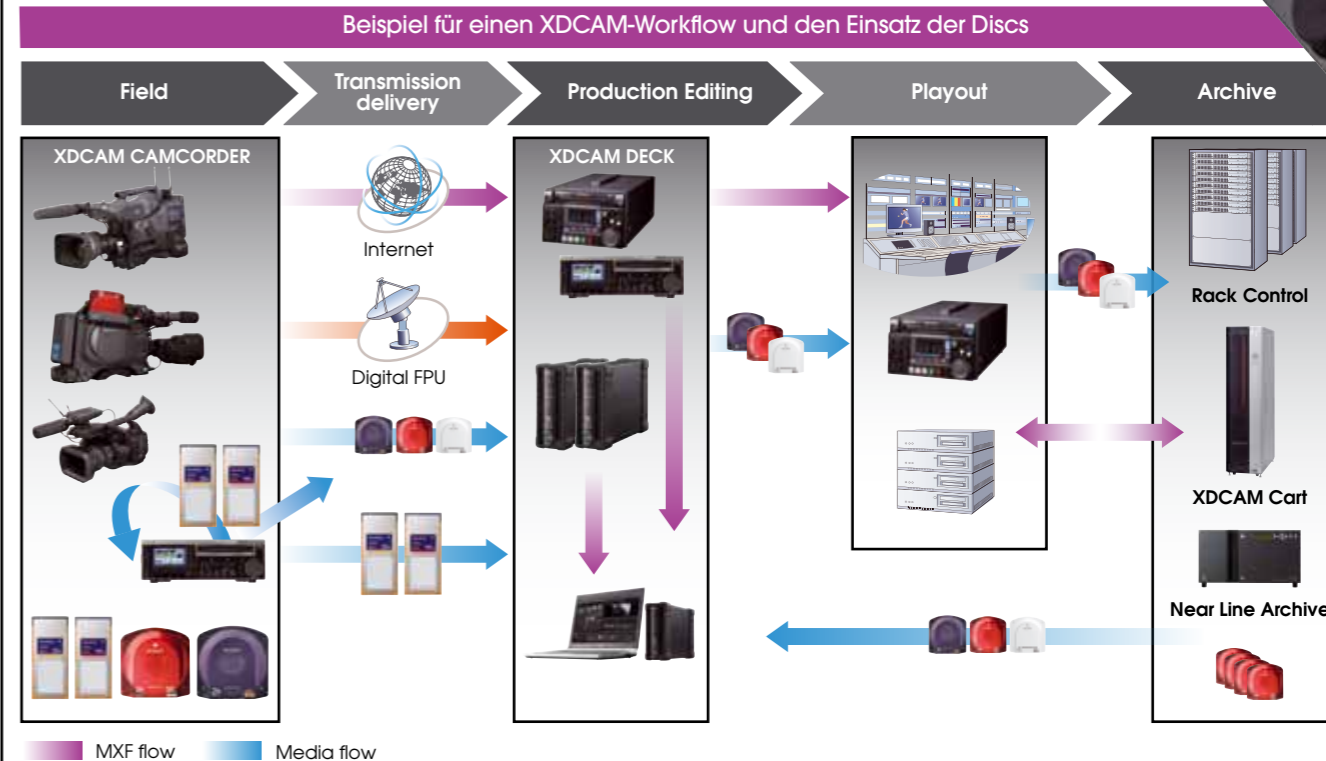 Beispiel für einen XDCAM-Workflow und den Einsatz der Discs
Field
Transmission
delivery
Production Editing
Playout
Archive
XDCAM CAMCORDER
Internet
Digital FPU
XDCAM DECK
Rack Control
XDCAM Cart
Near Line Archive
MXF flow
Media flow